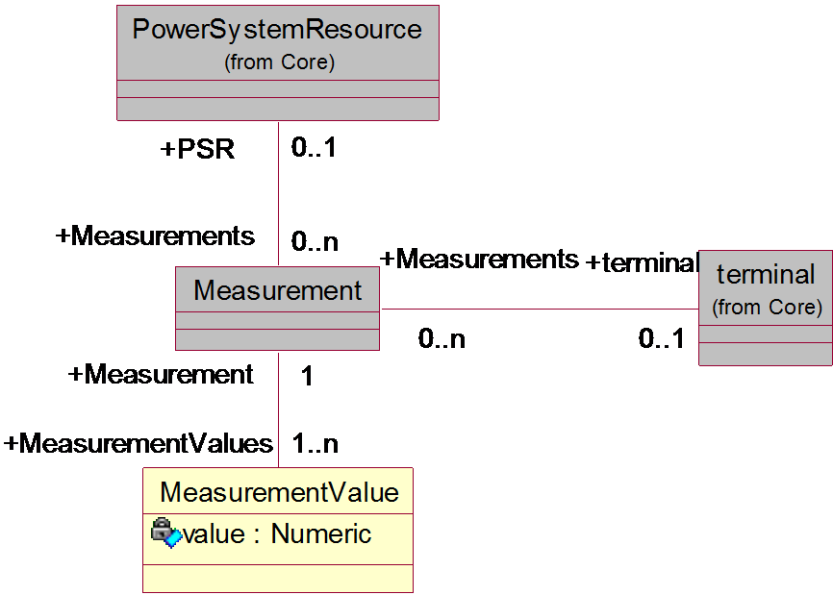 PowerSystemResource
(from Core)
+PSR 0..1
+Measurements 0..n
+Measurements +terminal
Measurement
terminal
(from Core)
0..n 0..1
+Measurement 1
+MeasurementValues 1..n
MeasurementValue
value : Numeric